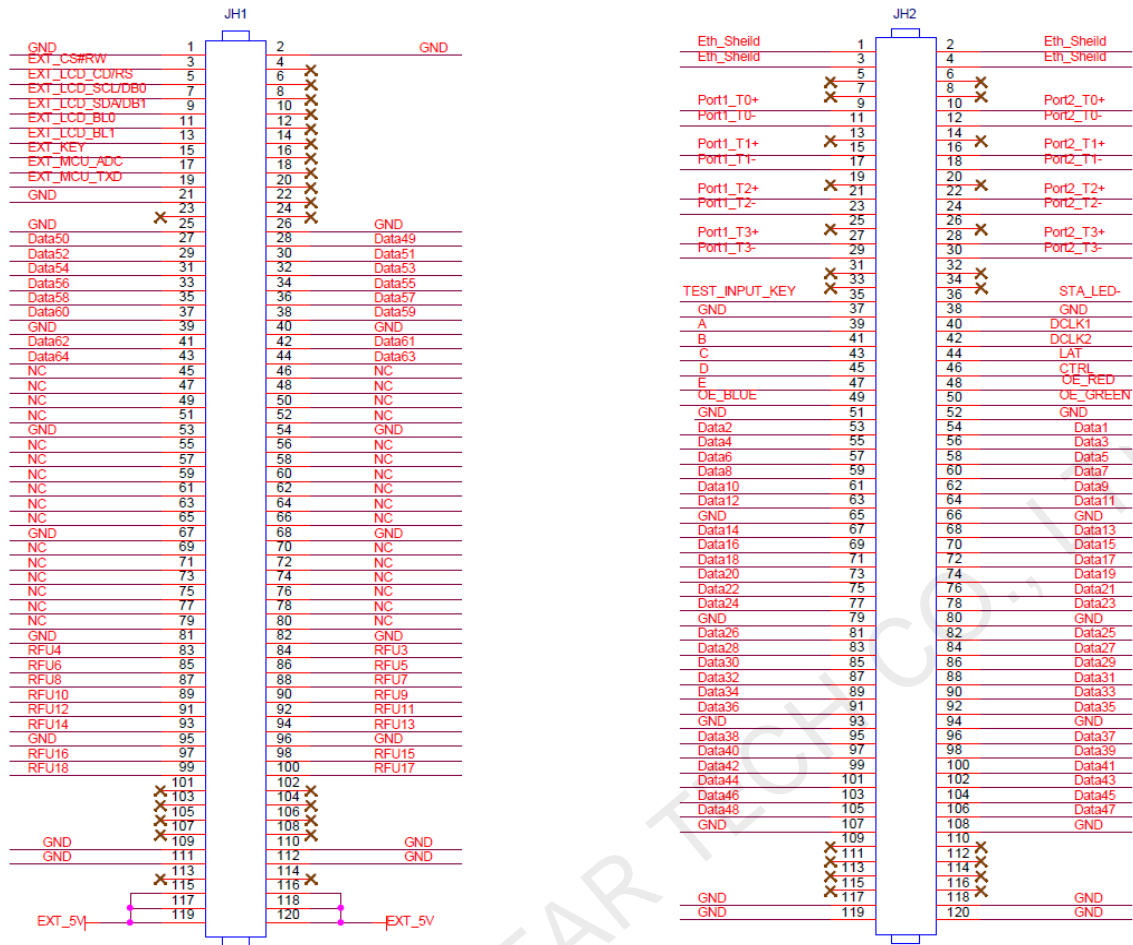 JH1
GND 1 2 GND
EXT_CS#RW 3 4
EXT_LCD_CD/RS 5 6
EXT_LCD_SCL/DB0 7 8
EXT_LCD_SDA/DB1 9 10
EXT_LCD_BL0 11 12
EXT_LCD_BL1 13 14
EXT_KEY 15 16
EXT_MCU_ADC 17 18
EXT_MCU_TXD 19 20
GND 21 22
23 24
GND 25 26 GND
Data50 27 28 Data49
Data52 29 30 Data51
Data54 31 32 Data53
Data56 33 34 Data55
Data58 35 36 Data57
Data60 37 38 Data59
GND 39 40 GND
Data62 41 42 Data61
Data64 43 44 Data63
NC 45 46 NC
NC 47 48 NC
NC 49 50 NC
NC 51 52 NC
GND 53 54 GND
NC 55 56 NC
NC 57 58 NC
NC 59 60 NC
NC 61 62 NC
NC 63 64 NC
NC 65 66 NC
GND 67 68 GND
NC 69 70 NC
NC 71 72 NC
NC 73 74 NC
NC 75 76 NC
NC 77 78 NC
NC 79 80 NC
GND 81 82 GND
RFU4 83 84 RFU3
RFU6 85 86 RFU5
RFU8 87 88 RFU7
RFU10 89 90 RFU9
RFU12 91 92 RFU11
RFU14 93 94 RFU13
GND 95 96 GND
RFU16 97 98 RFU15
RFU18 99 100 RFU17
101 102
103 104
105 106
107 108
GND 109 110 GND
GND 111 112 GND
113 114
115 116
117 118
EXT_5V 119 120 EXT_5V
JH2
Eth_Sheild 1 2 Eth_Sheild
Eth_Sheild 3 4 Eth_Sheild
5 6
7 8
Port1_T0+ 9 10 Port2_T0+
Port1_T0- 11 12 Port2_T0-
13 14
Port1_T1+ 15 16 Port2_T1+
Port1_T1- 17 18 Port2_T1-
19 20
Port1_T2+ 21 22 Port2_T2+
Port1_T2- 23 24 Port2_T2-
25 26
Port1_T3+ 27 28 Port2_T3+
Port1_T3- 29 30 Port2_T3-
31 32
33 34
TEST_INPUT_KEY 35 36 STA_LED-
GND 37 38 GND
A 39 40 DCLK1
B 41 42 DCLK2
C 43 44 LAT
D 45 46 CTRL
E 47 48 OE_RED
OE_BLUE 49 50 OE_GREEN
GND 51 52 GND
Data2 53 54 Data1
Data4 55 56 Data3
Data6 57 58 Data5
Data8 59 60 Data7
Data10 61 62 Data9
Data12 63 64 Data11
GND 65 66 GND
Data14 67 68 Data13
Data16 69 70 Data15
Data18 71 72 Data17
Data20 73 74 Data19
Data22 75 76 Data21
Data24 77 78 Data23
GND 79 80 GND
Data26 81 82 Data25
Data28 83 84 Data27
Data30 85 86 Data29
Data32 87 88 Data31
Data34 89 90 Data33
Data36 91 92 Data35
GND 93 94 GND
Data38 95 96 Data37
Data40 97 98 Data39
Data42 99 100 Data41
Data44 101 102 Data43
Data46 103 104 Data45
Data48 105 106 Data47
GND 107 108 GND
109 110
111 112
113 114
115 116
GND 117 118 GND
GND 119 120 GND
TECH CO.,